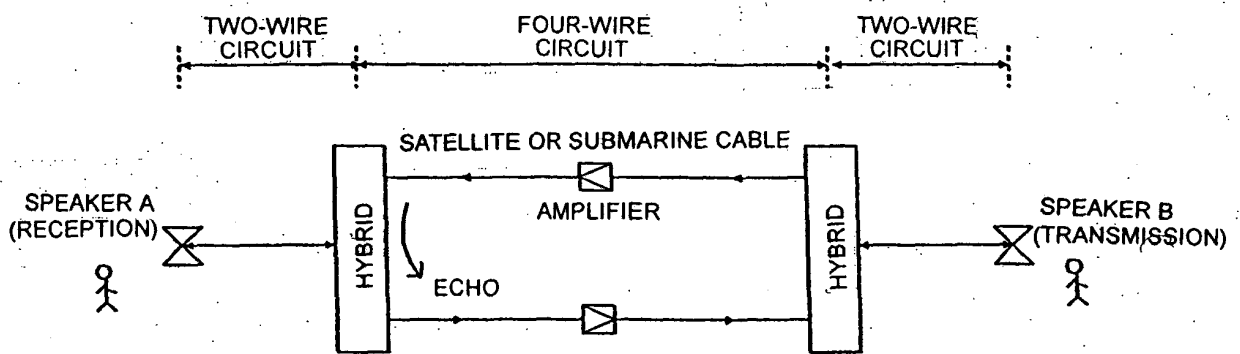 TWO-WIRE
CIRCUIT
FOUR-WIRE
CIRCUIT
TWO-WIRE
CIRCUIT
SATELLITE OR SUBMARINE CABLE
AMPLIFIER
SPEAKER A
(RECEPTION)
HYBRID
ECHO
HYBRID
SPEAKER B
(TRANSMISSION)